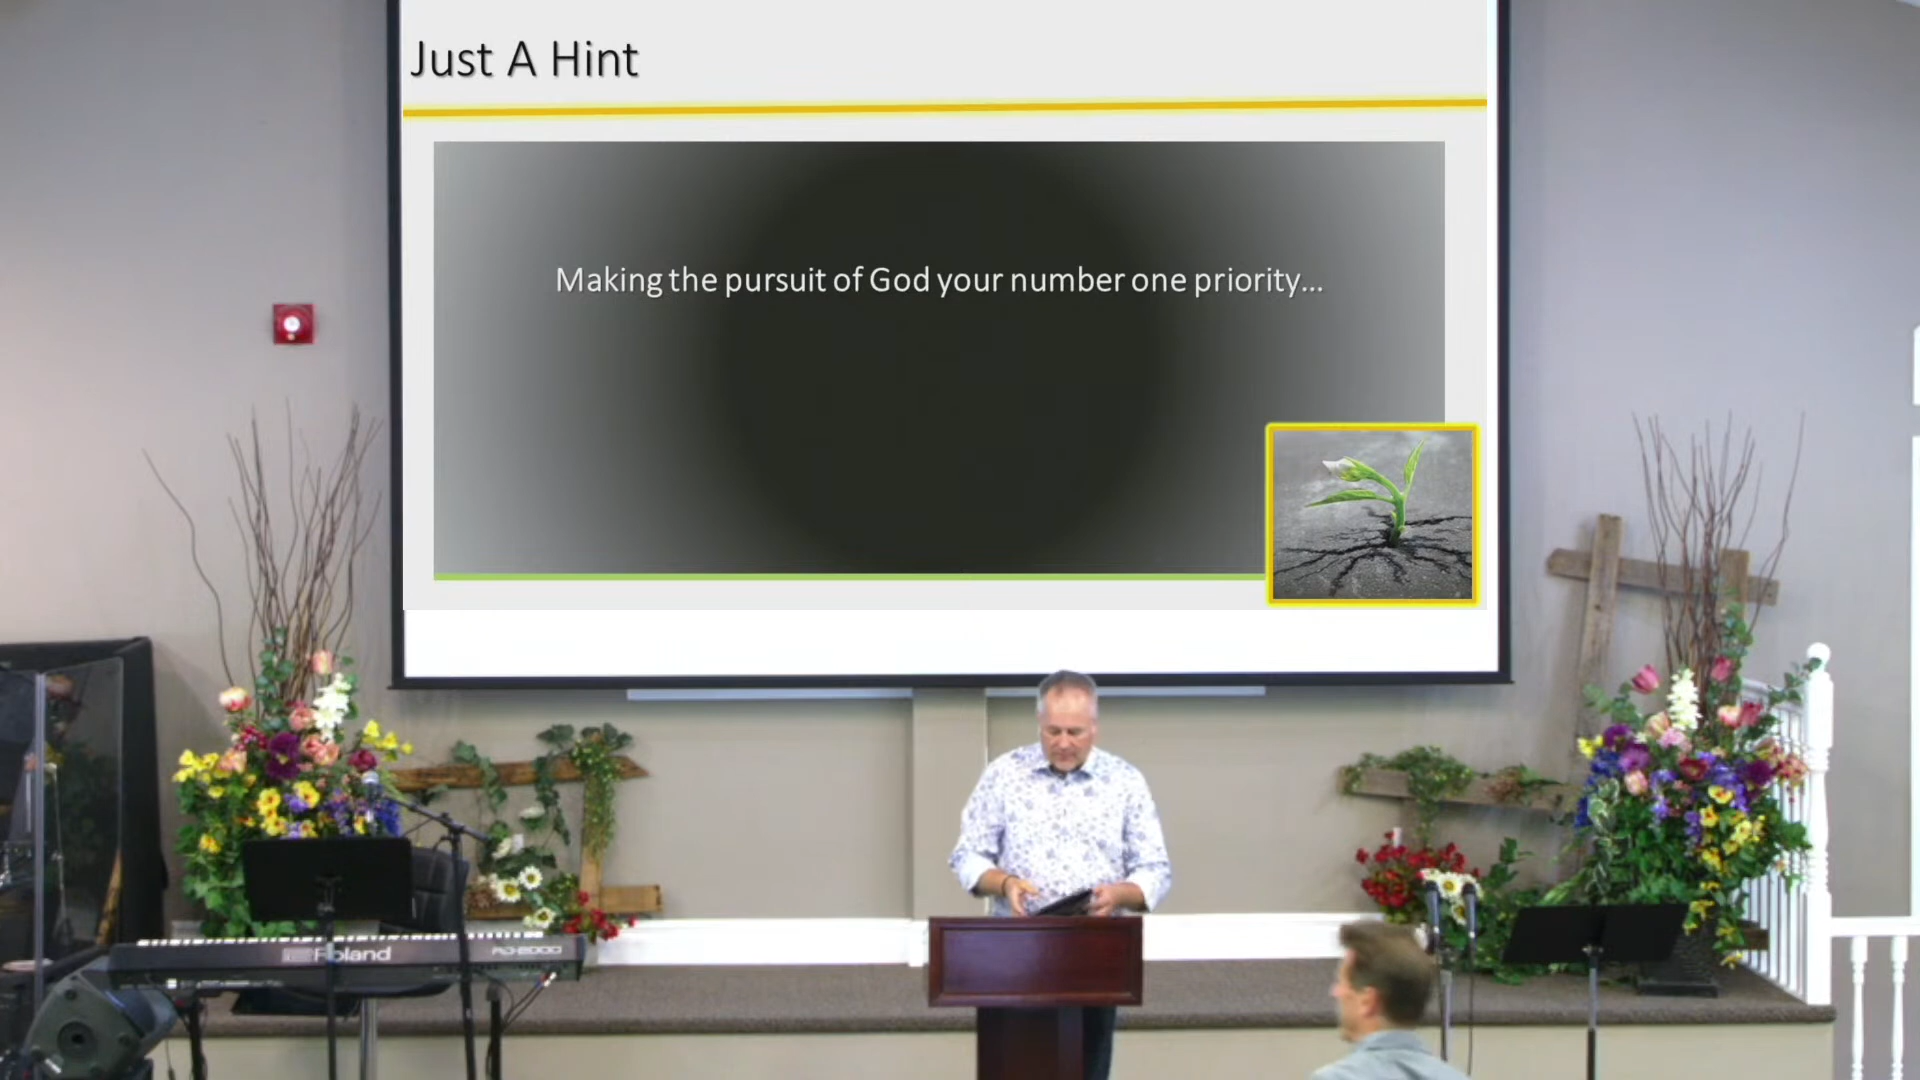 Just A Hint
Making the pursuit of God your number one priority...
Roland
RD-2000